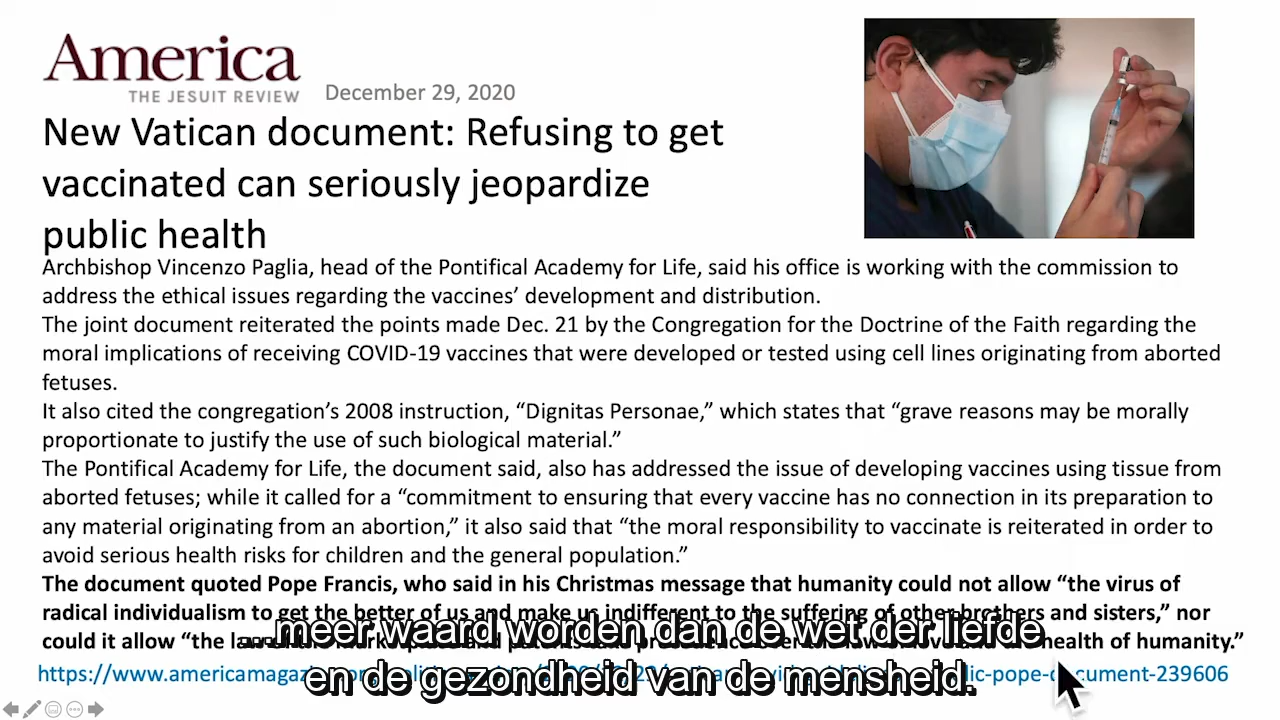 America
THE JESUIT REVIEW
December 29, 2020
New Vatican document: Refusing to get
vaccinated can seriously jeopardize
public health
Archbishop Vincenzo Paglia, head of the Pontifical Academy for Life, said his office is working with the commission to
address the ethical issues regarding the vaccines’ development and distribution.
The joint document reiterated the points made Dec. 21 by the Congregation for the Doctrine of the Faith regarding the
moral implications of receiving COVID-19 vaccines that were developed or tested using cell lines originating from aborted
fetuses.
It also cited the congregation’s 2008 instruction, “Dignitas Personae,” which states that “grave reasons may be morally
proportionate to justify the use of such biological material.”
The Pontifical Academy for Life, the document said, also has addressed the issue of developing vaccines using tissue from
aborted fetuses; while it called for a “commitment to ensuring that every vaccine has no connection in its preparation to
any material originating from an abortion,” it also said that “the moral responsibility to vaccinate is reiterated in order to
avoid serious health risks for children and the general population.”
The document quoted Pope Francis, who said in his Christmas message that humanity could not allow “the virus of
radical individualism to get the better of us and make us indifferent to the suffering of other brothers and sisters,” nor
could it allow “the health of humanity.”
https://www.americamagaz lic-pope-document-239606
...meer waard worden dan de wet der liefde
en de gezondheid van de mensheid.